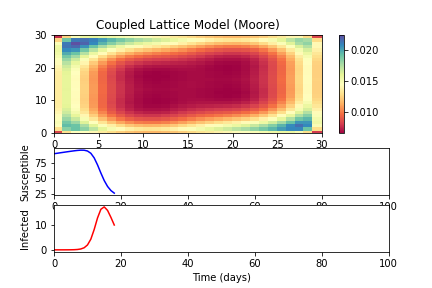 Coupled Lattice Model (Moore)
30
20
10
0
0 5 10 15 20 25 30
0.020
0.015
0.010
Susceptible
75
50
25
0 20 40 60 80 100
Infected
10
0
0 20 40 60 80 100
Time (days)